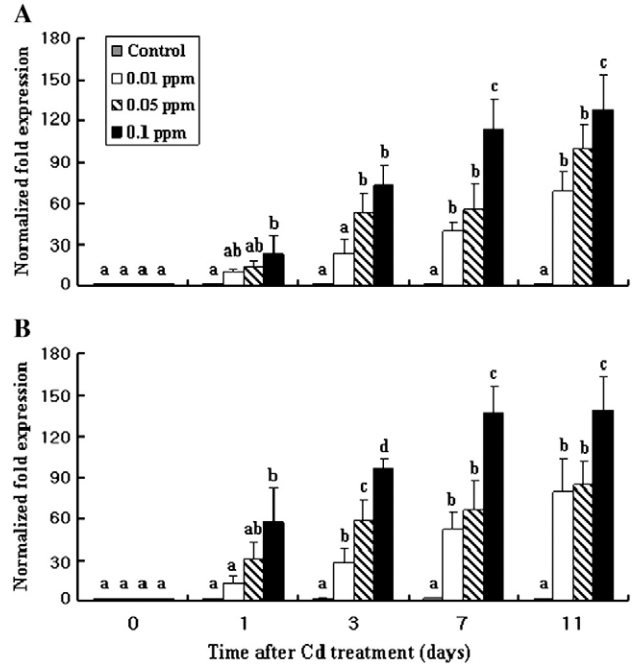 A
Normalized fold expression
180
150
120
90
60
30
0
Control
0.01 ppm
0.05 ppm
0.1 ppm
a a a a
a ab ab b
a a b b
a b b c
a b b c
B
Normalized fold expression
180
150
120
90
60
30
0
a a a a
a a ab b
a b c d
a b b c
a b b c
0 1 3 7 11
Time after Cd treatment (days)